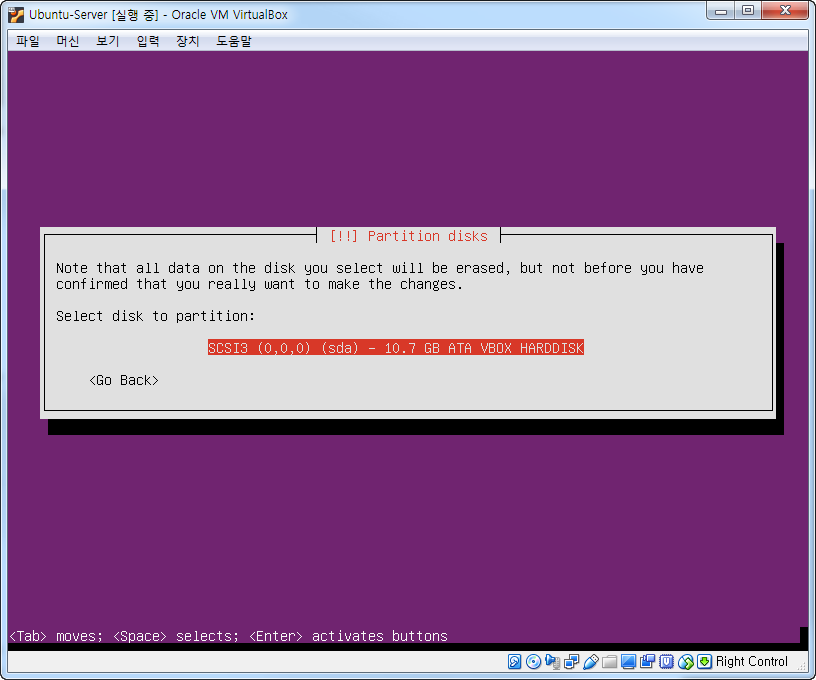 Ubuntu-Server [실행 중] - Oracle VM VirtualBox
파일 머신 보기 입력 장치 도움말
[!!] Partition disks
Note that all data on the disk you select will be erased, but not before you have
confirmed that you really want to make the changes.
Select disk to partition:
SCSI3 (0,0,0) (sda) - 10.7 GB ATA VBOX HARDDISK
<Go Back>
<Tab> moves; <Space> selects; <Enter> activates buttons
Right Control